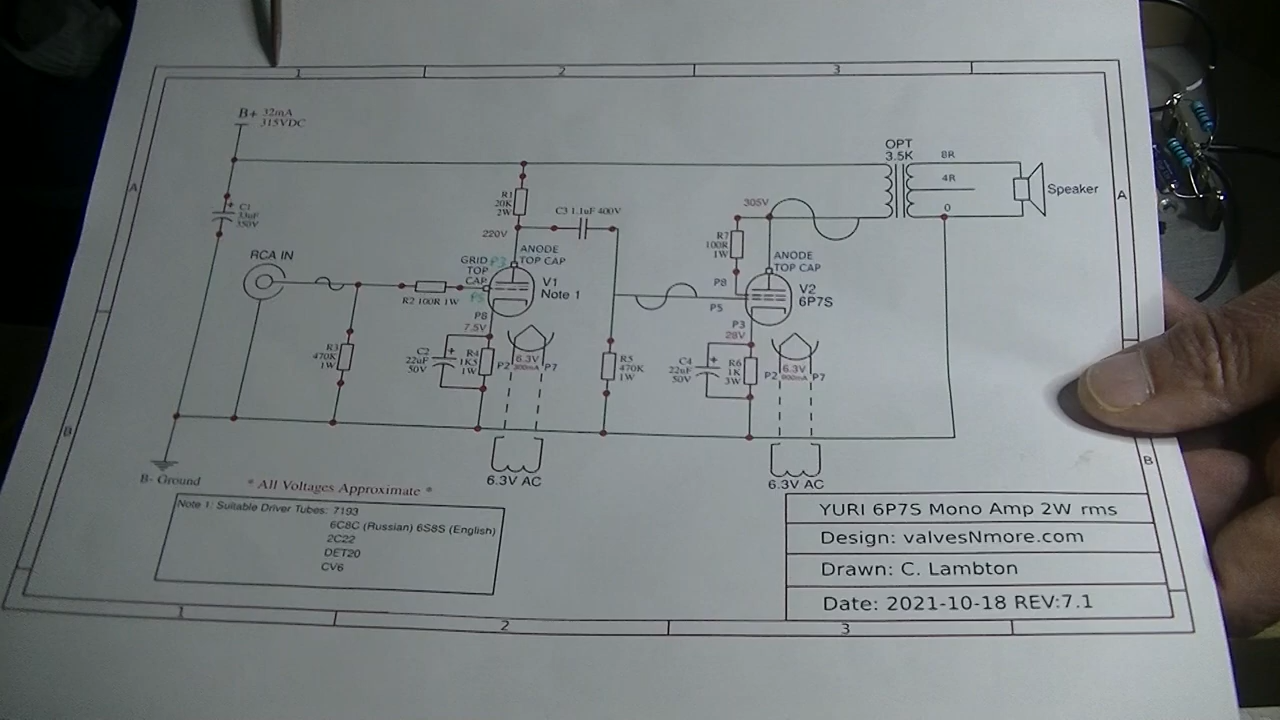 1
2
3
B+ 32mA
315VDC
OPT
3.5K
8R
4R
0
Speaker
A
A
R1
20K
2W
C3 1.1uF 400V
220V
305V
R7
100R
1W
C1
33uF
350V
RCA IN
GRID
TOP
CAP
P3
P5
ANODE
TOP CAP
V1
Note 1
ANODE
TOP CAP
V2
6P7S
R2 100R 1W
P8
P5
P8
7.5V
P3
28V
R3
470K
1W
C2
22uF
50V
R4
1K5
1W
P2
6.3V
P7
R5
470K
1W
C4
22uF
50V
R6
1K
3W
P2
6.3V
P7
B
B
B- Ground
6.3V AC
6.3V AC
* All Voltages Approximate *
Note 1: Suitable Driver Tubes: 7193
6C8C (Russian) 6S8S (English)
2C22
DET20
CV6
YURI 6P7S Mono Amp 2W rms
Design: valvesNmore.com
Drawn: C. Lambton
Date: 2021-10-18 REV:7.1
1
2
3